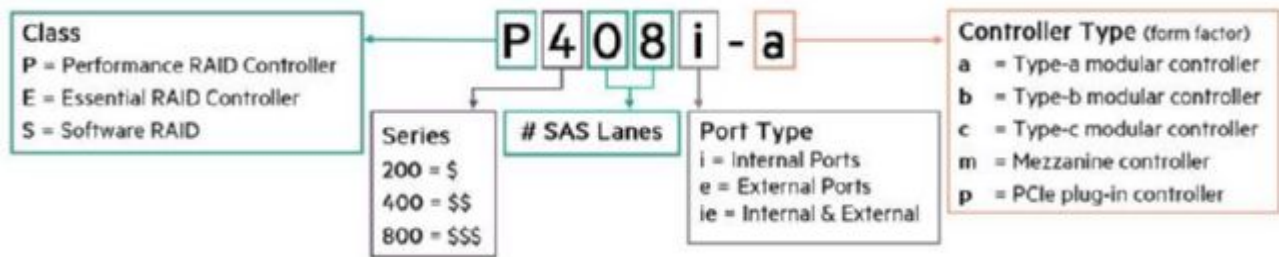 P408i-a
Class
P = Performance RAID Controller
E = Essential RAID Controller
S = Software RAID
Series
200 = $
400 = $$
800 = $$$
# SAS Lanes
Port Type
i = Internal Ports
e = External Ports
ie = Internal & External
Controller Type (form factor)
a = Type-a modular controller
b = Type-b modular controller
c = Type-c modular controller
m = Mezzanine controller
p = PCIe plug-in controller